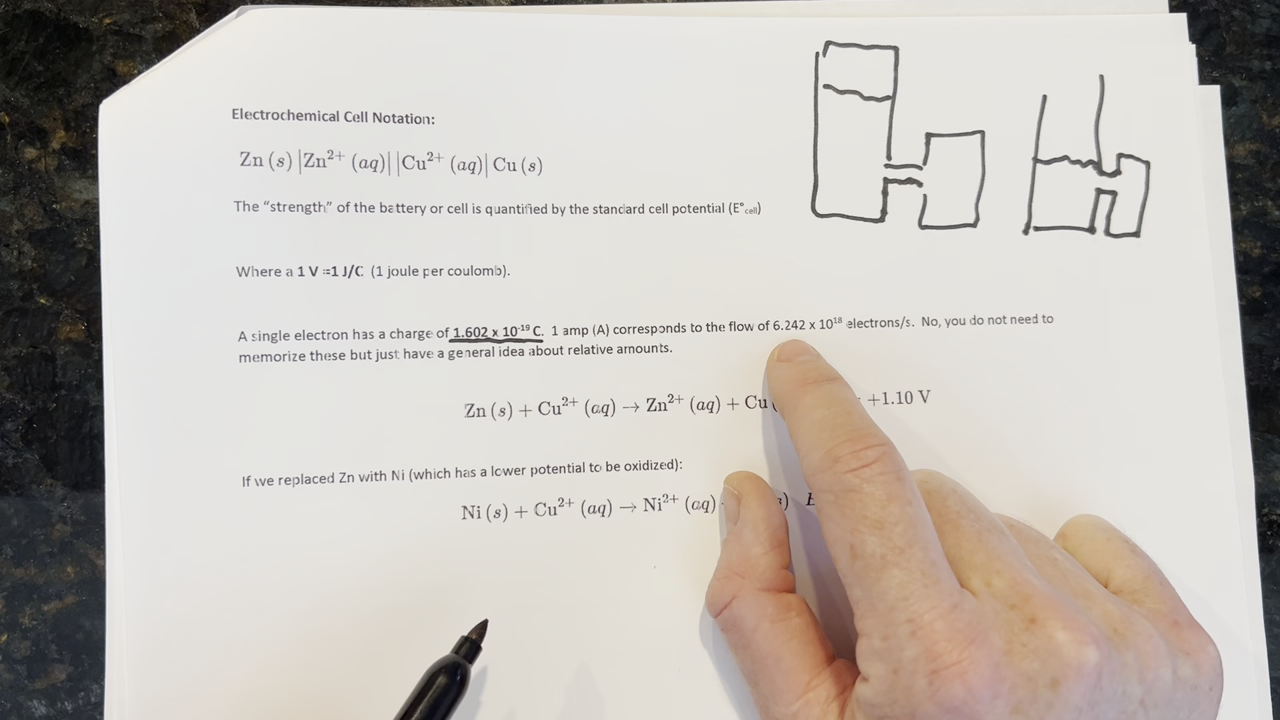 Electrochemical Cell Notation:
Zn (s) |Zn²⁺ (aq)| |Cu²⁺ (aq)| Cu (s)
The “strength” of the battery or cell is quantified by the standard cell potential (E°cell)
Where a 1 V =1 J/C (1 joule per coulomb).
A single electron has a charge of 1.602 x 10⁻¹⁹ C. 1 amp (A) corresponds to the flow of 6.242 x 10¹⁸ electrons/s. No, you do not need to
memorize these but just have a general idea about relative amounts.
Zn (s) + Cu²⁺ (aq) → Zn²⁺ (aq) + Cu ( +1.10 V
If we replaced Zn with Ni (which has a lower potential to be oxidized):
Ni (s) + Cu²⁺ (aq) → Ni²⁺ (aq) ) E